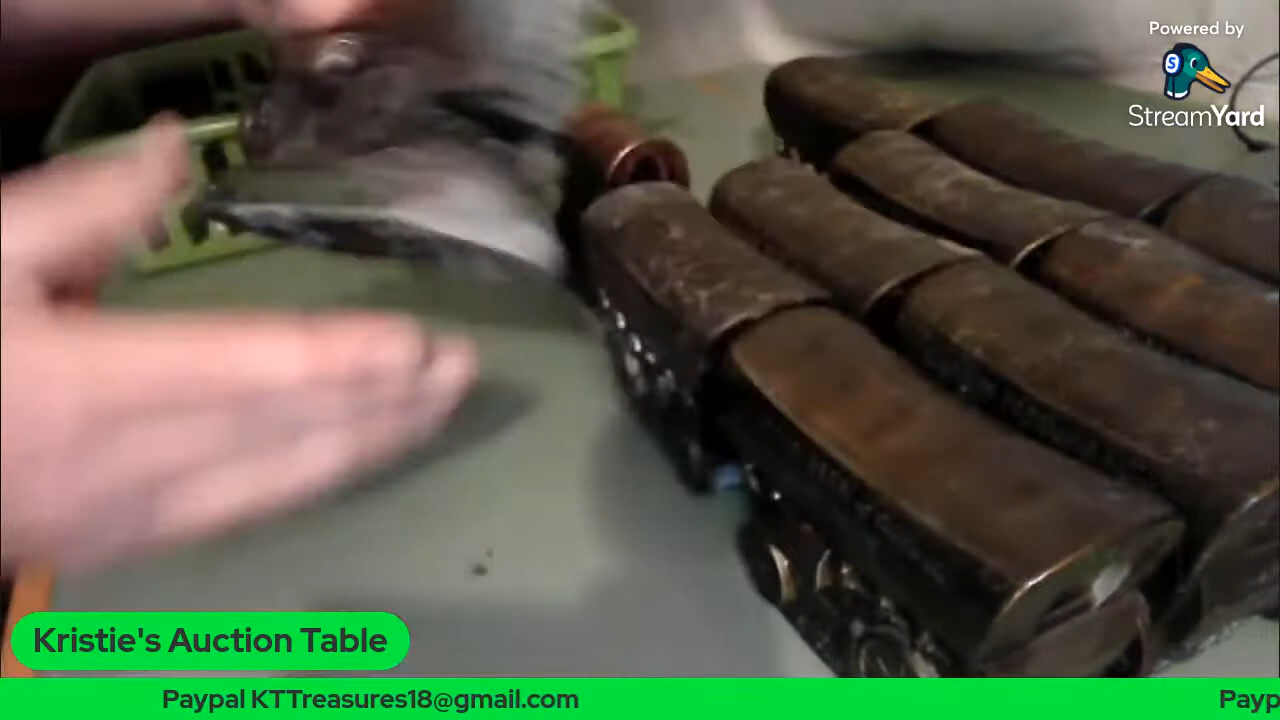 Powered by
StreamYard
Kristie's Auction Table
Paypal KTTreasures18@gmail.com
Payp